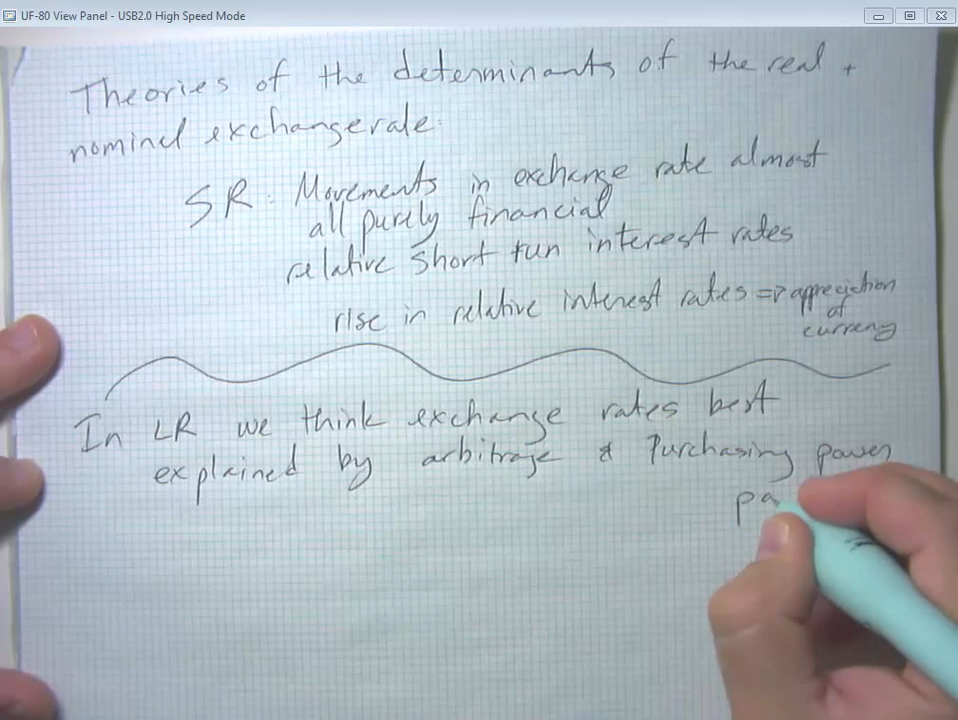 UF-80 View Panel - USB2.0 High Speed Mode
Theories of the determinants of the real +
nominal exchange rate:
SR: Movements in exchange rate almost
all purely financial
relative short run interest rates
rise in relative interest rates => appreciation
of
currency
In LR we think exchange rates best
explained by arbitrage & Purchasing power
pa